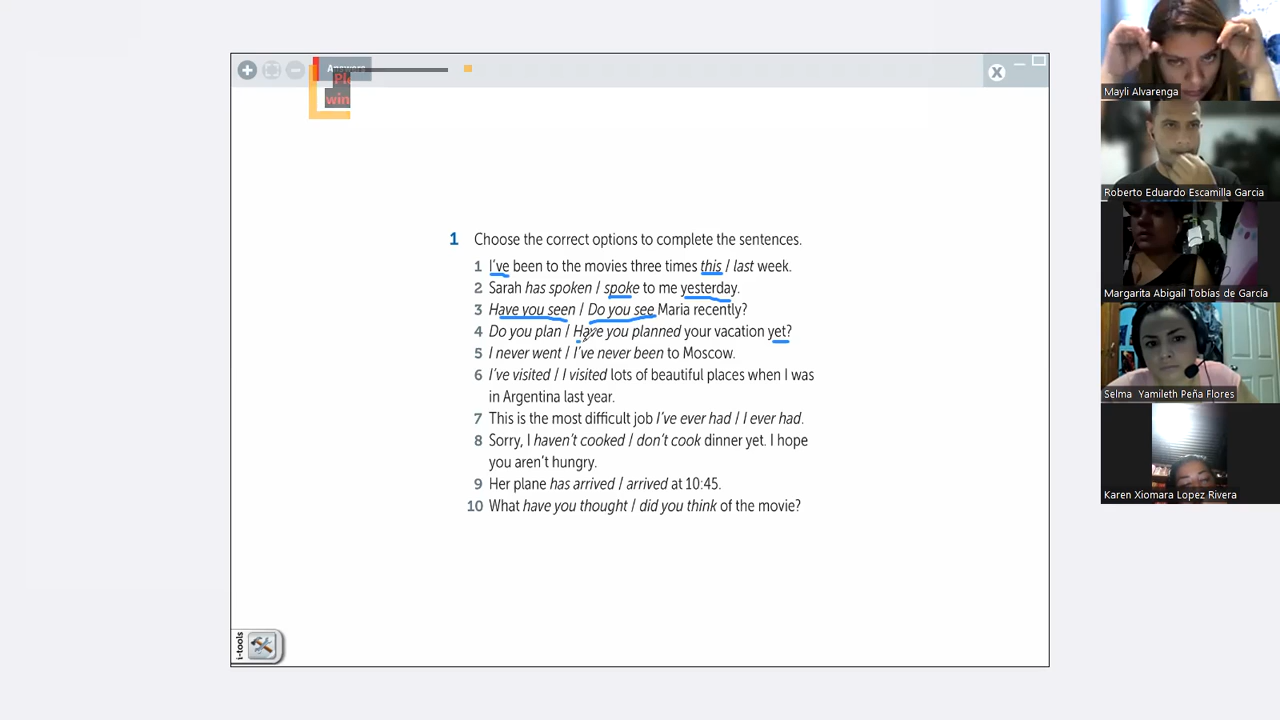 Answers
Ple
win
1 Choose the correct options to complete the sentences.
1 I've been to the movies three times this / last week.
2 Sarah has spoken / spoke to me yesterday.
3 Have you seen / Do you see Maria recently?
4 Do you plan / Have you planned your vacation yet?
5 I never went / I've never been to Moscow.
6 I've visited / I visited lots of beautiful places when I was
in Argentina last year.
7 This is the most difficult job I've ever had / I ever had.
8 Sorry, I haven't cooked / don't cook dinner yet. I hope
you aren't hungry.
9 Her plane has arrived / arrived at 10:45.
10 What have you thought / did you think of the movie?
i-tools
Mayli Alvarenga
Roberto Eduardo Escamilla Garcia
Margarita Abigail Tobías de García
Selma Yamileth Peña Flores
Karen Xiomara Lopez Rivera